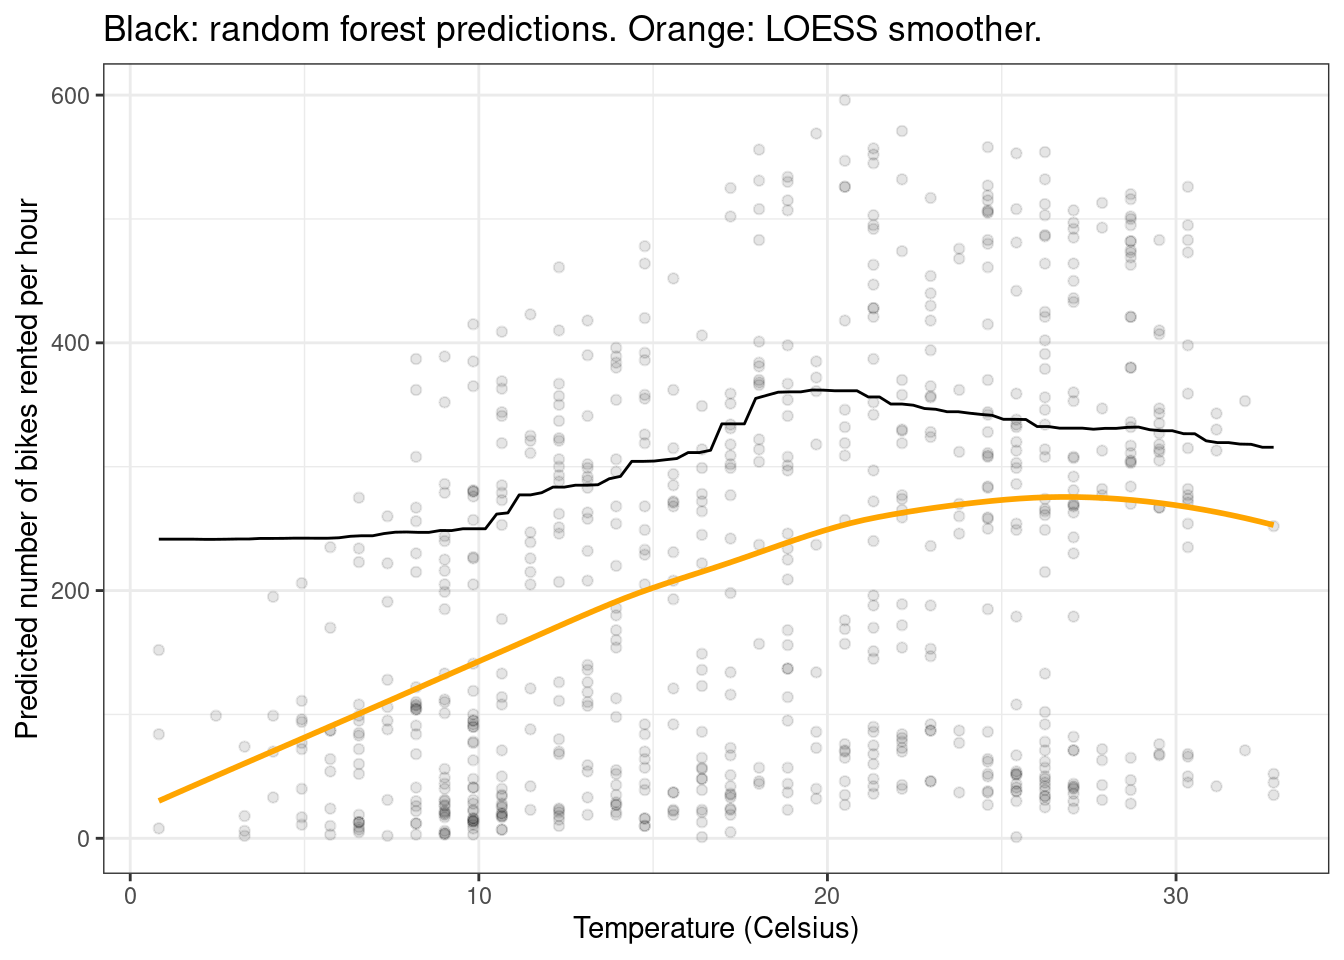 Black: random forest predictions. Orange: LOESS smoother.
Predicted number of bikes rented per hour
600
400
200
0
0 10 20 30
Temperature (Celsius)